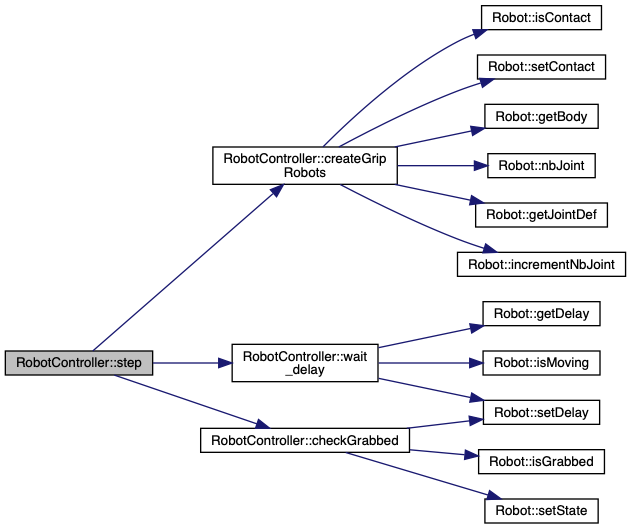 RobotController::step
RobotController::createGrip
Robots
RobotController::wait
_delay
RobotController::checkGrabbed
Robot::isContact
Robot::setContact
Robot::getBody
Robot::nbJoint
Robot::getJointDef
Robot::incrementNbJoint
Robot::getDelay
Robot::isMoving
Robot::setDelay
Robot::isGrabbed
Robot::setState